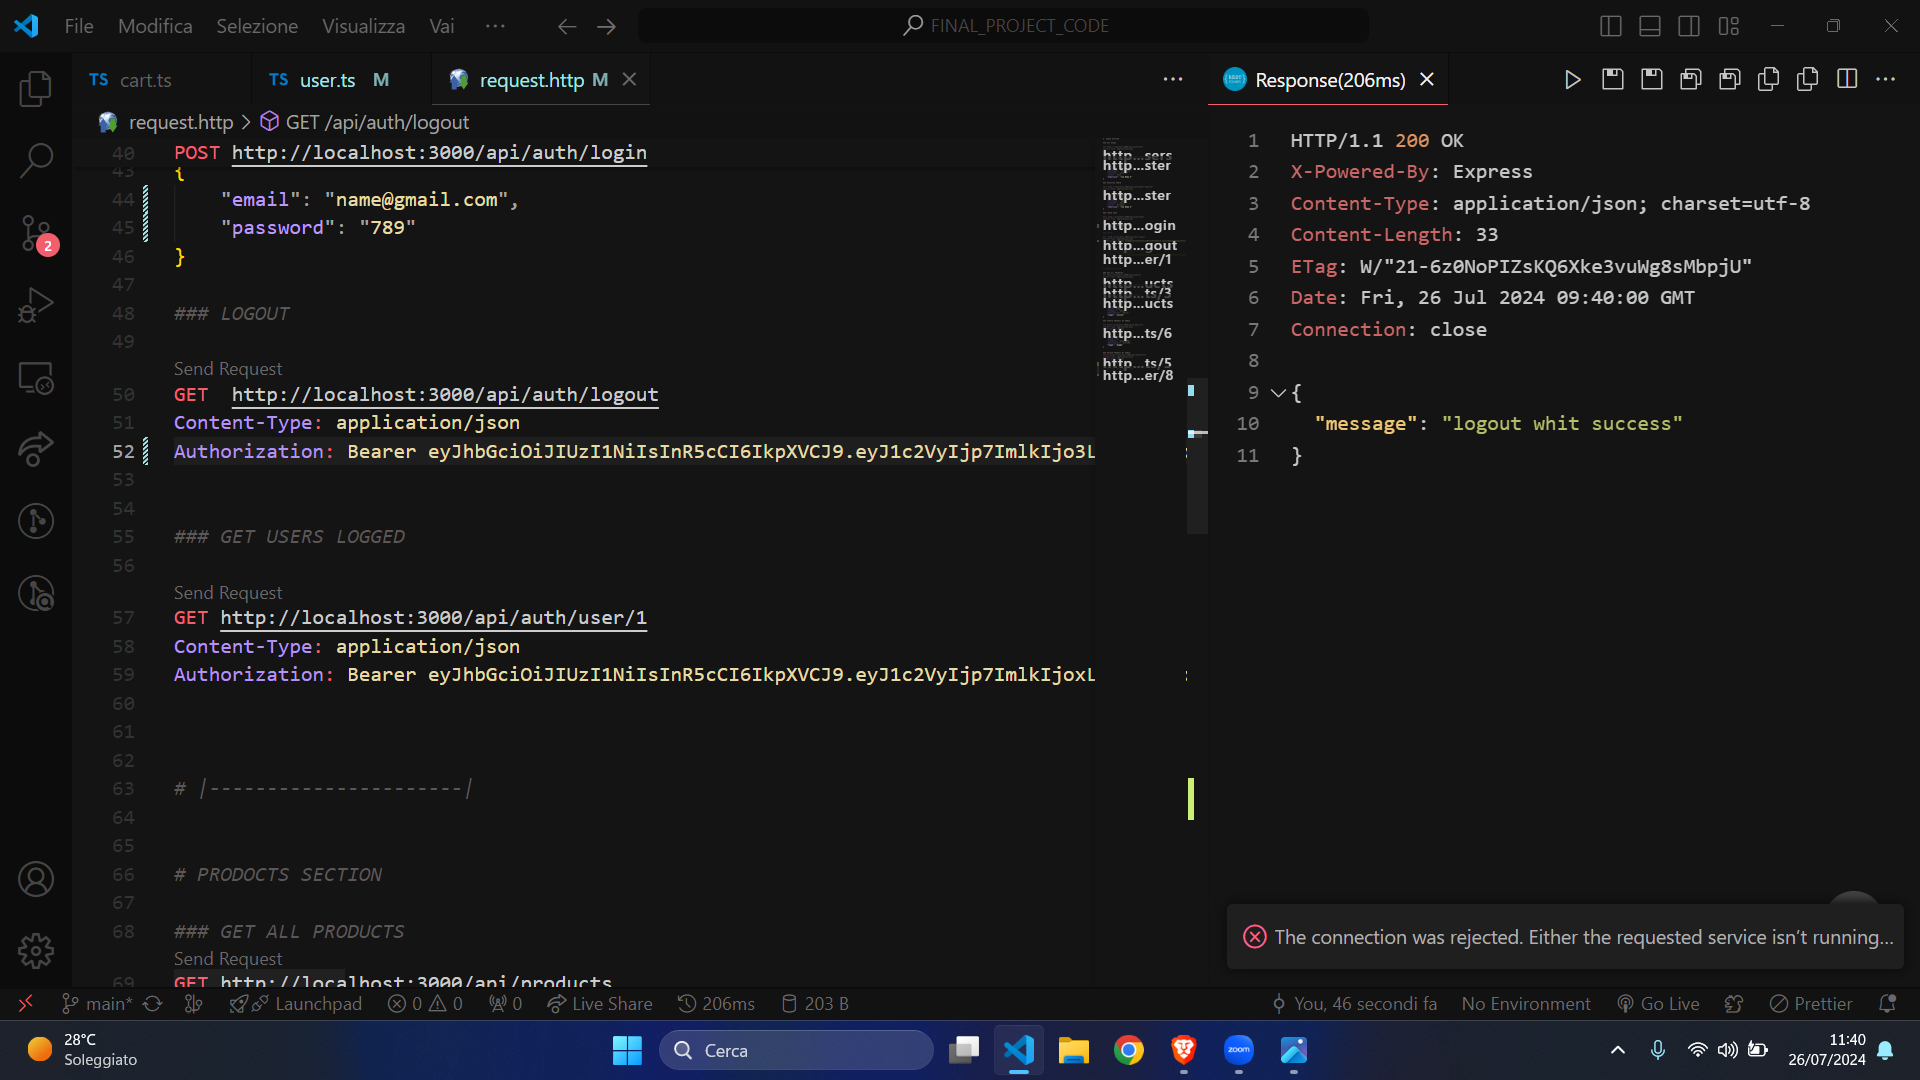 File Modifica Selezione Visualizza Vai ··· FINAL_PROJECT_CODE
TS cart.ts TS user.ts M request.http M
request.http > GET /api/auth/logout
40 POST http://localhost:3000/api/auth/login
43 {
44 "email": "name@gmail.com",
45 "password": "789"
46 }
47
48 ### LOGOUT
49
Send Request
50 GET  http://localhost:3000/api/auth/logout
51 Content-Type: application/json
52 Authorization: Bearer eyJhbGciOiJIUzI1NiIsInR5cCI6IkpXVCJ9.eyJ1c2VyIjp7ImlkIjo3L
53
54
55 ### GET USERS LOGGED
56
Send Request
57 GET http://localhost:3000/api/auth/user/1
58 Content-Type: application/json
59 Authorization: Bearer eyJhbGciOiJIUzI1NiIsInR5cCI6IkpXVCJ9.eyJ1c2VyIjp7ImlkIjoxL
60
61
62
63 # |----------------------|
64
65
66 # PRODOCTS SECTION
67
68 ### GET ALL PRODUCTS
Send Request
69 GET http://localhost:3000/api/products
http...sers
http...ster
http...ster
http...ogin
http...gout
http...er/1
http...ucts
http...ts/3
http...ucts
http...ts/6
http...ts/5
http...er/8
Response(206ms)
1 HTTP/1.1 200 OK
2 X-Powered-By: Express
3 Content-Type: application/json; charset=utf-8
4 Content-Length: 33
5 ETag: W/"21-6z0NoPIZsKQ6Xke3vuWg8sMbpjU"
6 Date: Fri, 26 Jul 2024 09:40:00 GMT
7 Connection: close
8
9 {
10 "message": "logout whit success"
11 }
The connection was rejected. Either the requested service isn't running...
2
main* Launchpad 0 0 0 Live Share 206ms 203 B You, 46 secondi fa No Environment Go Live Prettier
28°C
Soleggiato
Cerca
zoom
11:40
26/07/2024